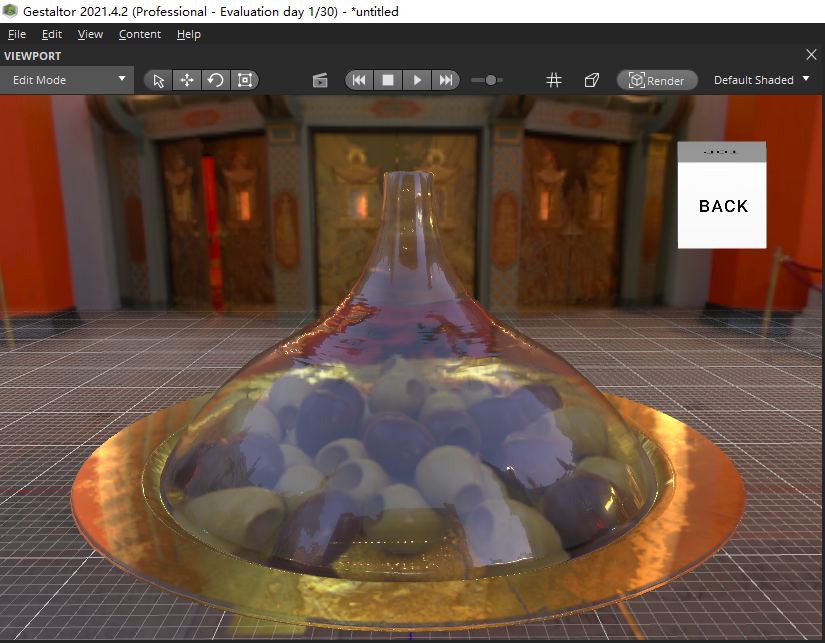 Gestaltor 2021.4.2 (Professional - Evaluation day 1/30) - *untitled
File Edit View Content Help
VIEWPORT
Edit Mode Render Default Shaded
BACK